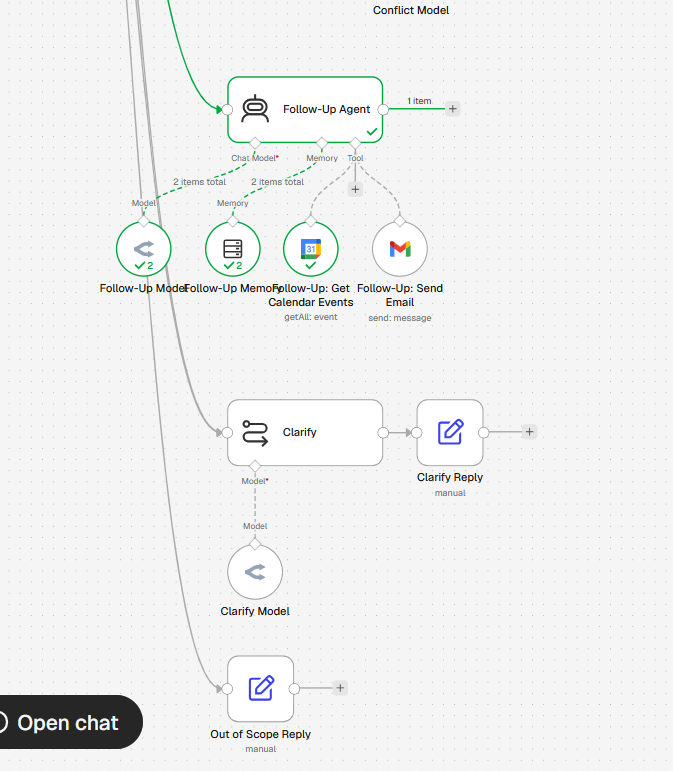 Conflict Model
Follow-Up Agent
1 item
Chat Model*
Memory
Tool
2 items total
2 items total
Model
Memory
+
31
2
2
Follow-Up Model
Follow-Up Memory
Follow-Up: Get
Calendar Events
getAll: event
Follow-Up: Send
Email
send: message
Clarify
Clarify Reply
manual
Model*
Model
Clarify Model
Out of Scope Reply
manual
Open chat